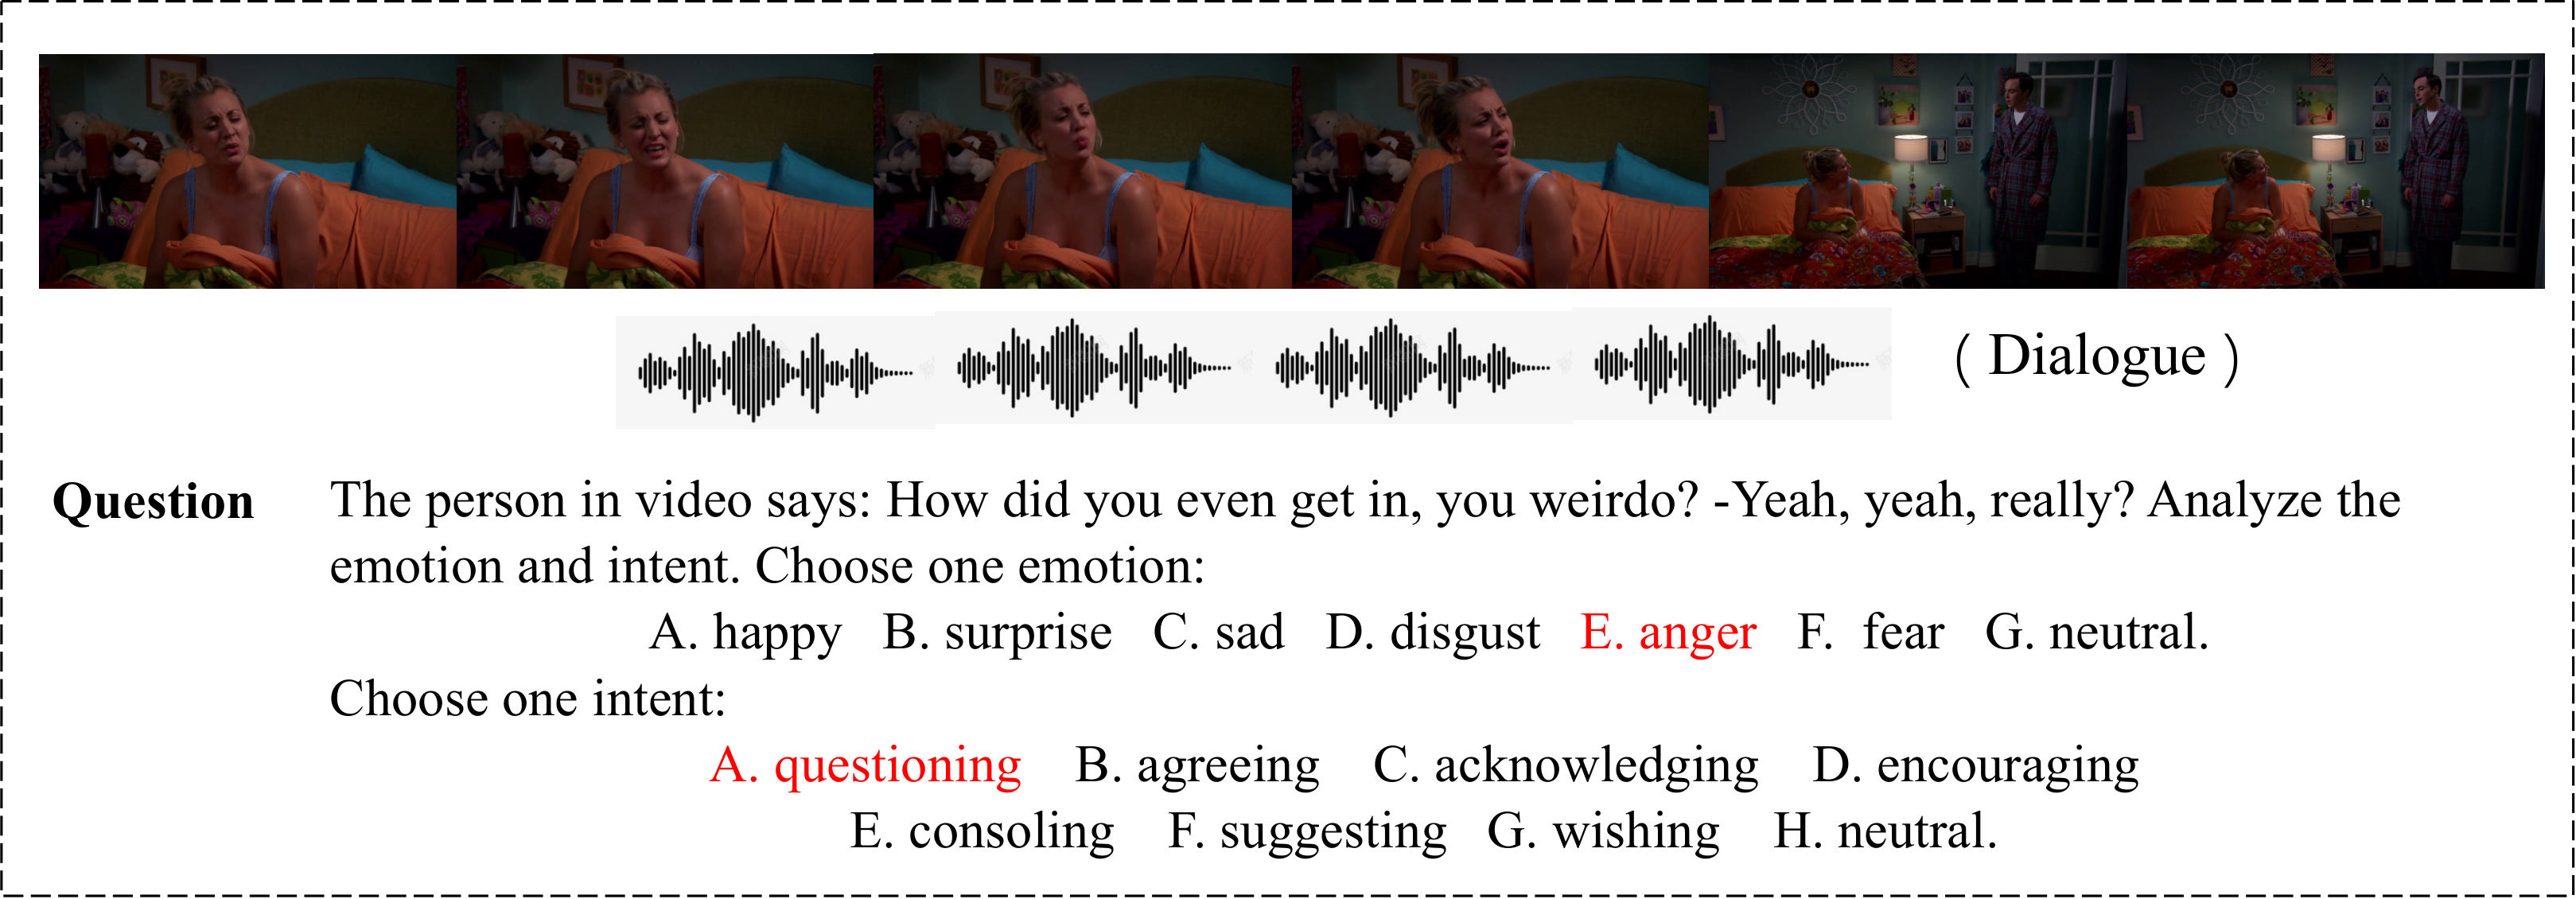 ( Dialogue )
Question The person in video says: How did you even get in, you weirdo? -Yeah, yeah, really? Analyze the
emotion and intent. Choose one emotion:
A. happy B. surprise C. sad D. disgust E. anger F. fear G. neutral.
Choose one intent:
A. questioning B. agreeing C. acknowledging D. encouraging
E. consoling F. suggesting G. wishing H. neutral.